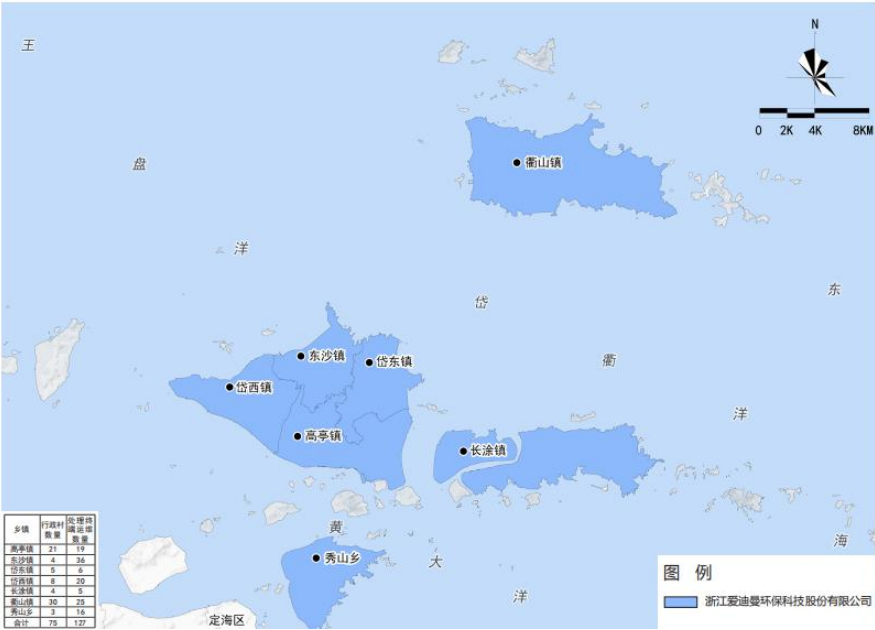 王
N
0 2K 4K 8KM
衢山镇
盘
洋
东
岱
衢
东沙镇
岱东镇
岱西镇
洋
高亭镇
长涂镇
乡镇 行政村数量 处理终端运维数量
高亭镇 21 19
东沙镇 4 36
岱东镇 5 6
岱西镇 8 20
长涂镇 4 5
衢山镇 30 25
秀山乡 3 16
合计 75 127
黄
海
秀山乡
大
洋
定海区
图 例
浙江爱迪曼环保科技股份有限公司